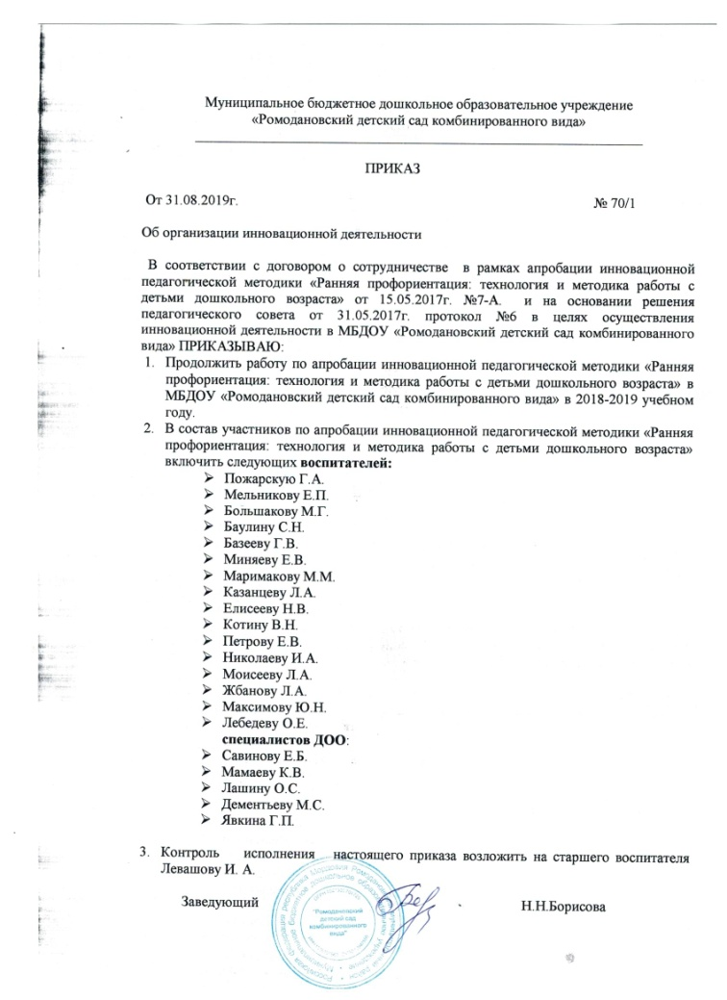 Муниципальное бюджетное дошкольное образовательное учреждение
«Ромодановский детский сад комбинированного вида»
ПРИКАЗ
От 31.08.2019г. № 70/1
Об организации инновационной деятельности
В соответствии с договором о сотрудничестве в рамках апробации инновационной
педагогической методики «Ранняя профориентация: технология и методика работы с
детьми дошкольного возраста» от 15.05.2017г. №7-А. и на основании решения
педагогического совета от 31.05.2017г. протокол №6 в целях осуществления
инновационной деятельности в МБДОУ «Ромодановский детский сад комбинированного
вида» ПРИКАЗЫВАЮ:
1. Продолжить работу по апробации инновационной педагогической методики «Ранняя
профориентация: технология и методика работы с детьми дошкольного возраста» в
МБДОУ «Ромодановский детский сад комбинированного вида» в 2018-2019 учебном
году.
2. В состав участников по апробации инновационной педагогической методики «Ранняя
профориентация: технология и методика работы с детьми дошкольного возраста»
включить следующих воспитателей:
➢ Пожарскую Г.А.
➢ Мельникову Е.П.
➢ Большакову М.Г.
➢ Баулину С.Н.
➢ Базееву Г.В.
➢ Миняеву Е.В.
➢ Маримакову М.М.
➢ Казанцеву Л.А.
➢ Елисееву Н.В.
➢ Котину В.Н.
➢ Петрову Е.В.
➢ Николаеву И.А.
➢ Моисееву Л.А.
➢ Жбанову Л.А.
➢ Максимову Ю.Н.
➢ Лебедеву О.Е.
специалистов ДОО:
➢ Савинову Е.Б.
➢ Мамаеву К.В.
➢ Лашину О.С.
➢ Дементьеву М.С.
➢ Явкина Г.П.
3. Контроль исполнения настоящего приказа возложить на старшего воспитателя
Левашову И. А.
Заведующий Н.Н.Борисова
"Ромодановский
детский сад
комбинированного
вида"